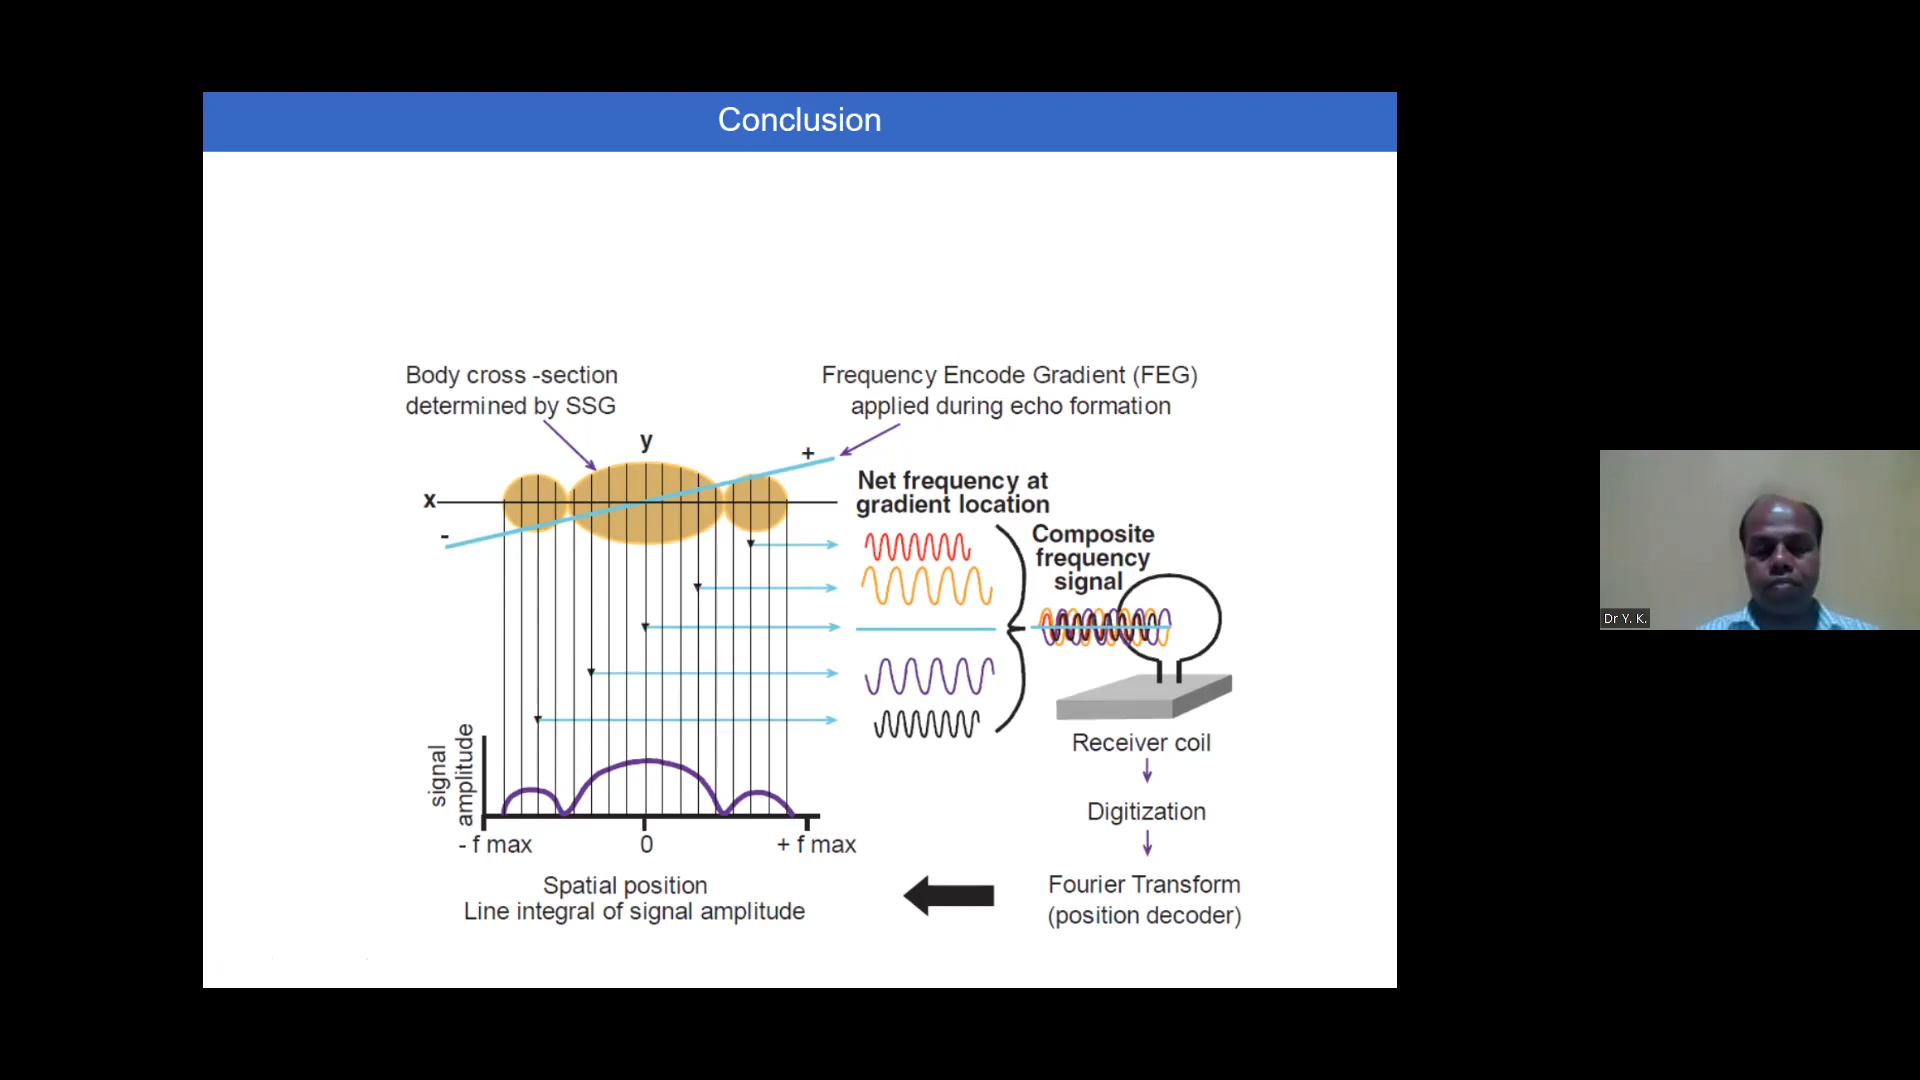 Conclusion
Body cross -section
determined by SSG
Frequency Encode Gradient (FEG)
applied during echo formation
y
+
x
-
Net frequency at
gradient location
Composite
frequency
signal
signal
amplitude
- f max
0
+ f max
Spatial position
Line integral of signal amplitude
Receiver coil
Digitization
Fourier Transform
(position decoder)
Dr Y. K.